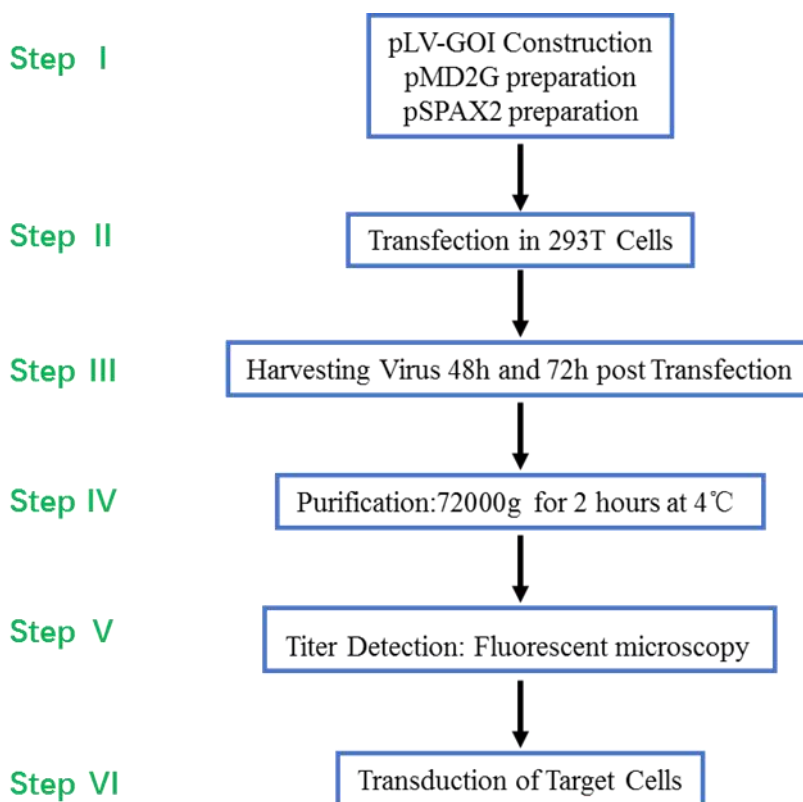 Step I
pLV-GOI Construction
pMD2G preparation
pSPAX2 preparation
Step II
Transfection in 293T Cells
Step III
Harvesting Virus 48h and 72h post Transfection
Step IV
Purification:72000g for 2 hours at 4℃
Step V
Titer Detection: Fluorescent microscopy
Step VI
Transduction of Target Cells